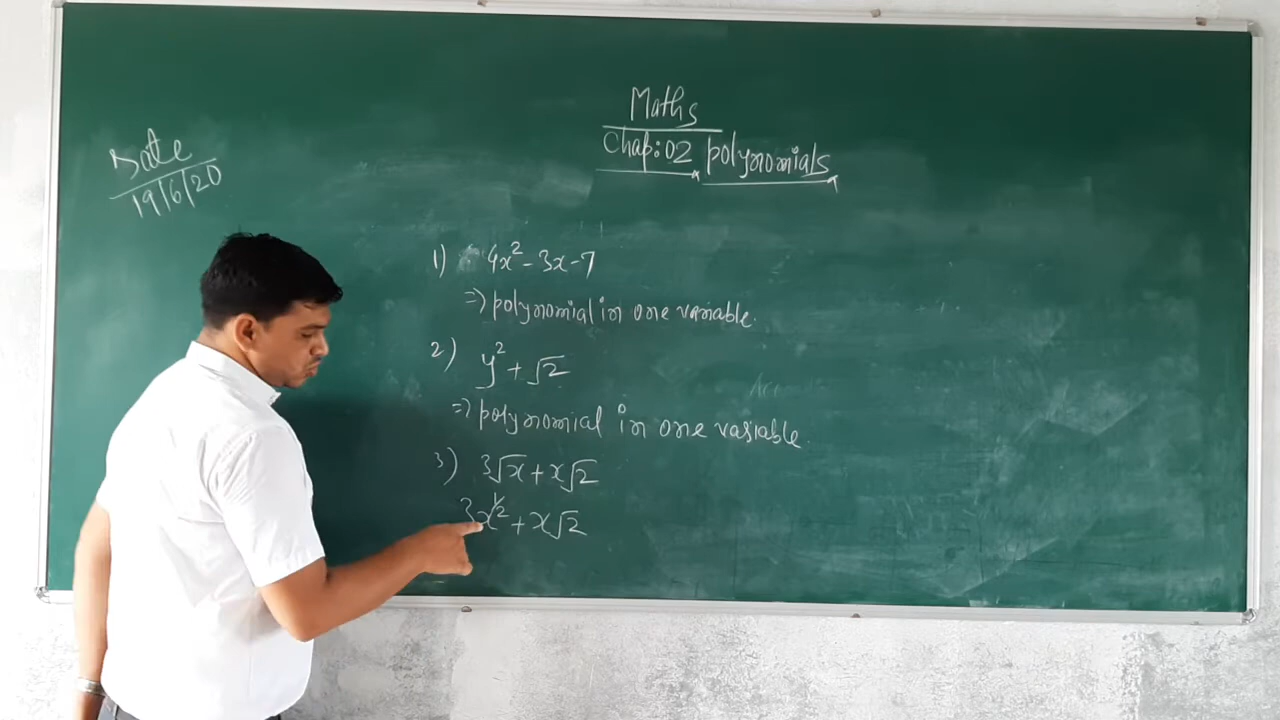 Maths
Chap:02 polynomials
Date
19/6/20
1) 4x²-3x-7
=) polynomial in one variable.
2) y²+√2
=) polynomial in one variable.
3) 3√x+x√2
3x^1/2+x√2